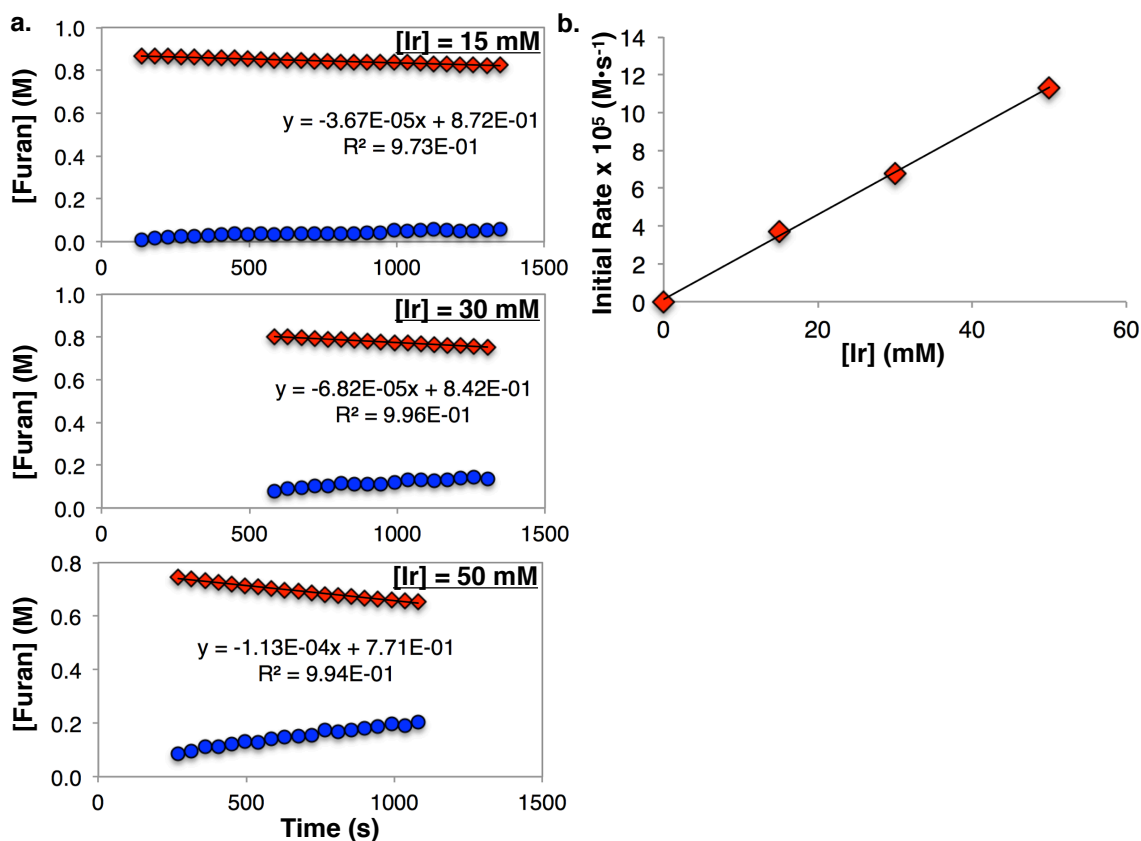 a.
[Ir] = 15 mM
1.0
0.8
0.6
0.4
0.2
0.0
[Furan] (M)
y = -3.67E-05x + 8.72E-01
R² = 9.73E-01
0 500 1000 1500
[Ir] = 30 mM
1.0
0.8
0.6
0.4
0.2
0.0
[Furan] (M)
y = -6.82E-05x + 8.42E-01
R² = 9.96E-01
0 500 1000 1500
[Ir] = 50 mM
0.8
0.6
0.4
0.2
0.0
[Furan] (M)
y = -1.13E-04x + 7.71E-01
R² = 9.94E-01
0 500 1000 1500
Time (s)
b.
14
12
10
8
6
4
2
0
Initial Rate x 10⁵ (M•s⁻¹)
0 20 40 60
[Ir] (mM)